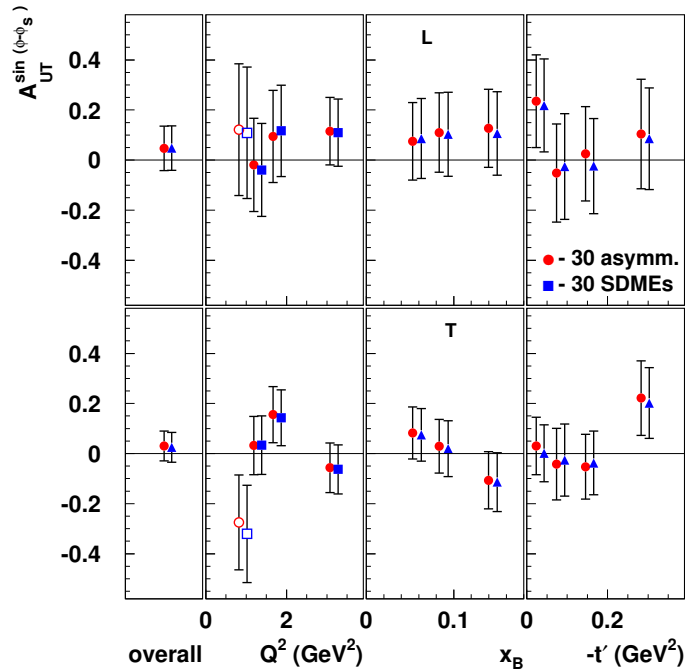 A_UT^sin (ϕ-ϕ_s)
0.4
0.2
0
-0.2
-0.4
L
- 30 asymm.
- 30 SDMEs
0.4
0.2
0
-0.2
-0.4
T
0
2
0
0.1
0
0.2
overall
Q² (GeV²)
x_B
-t′ (GeV²)